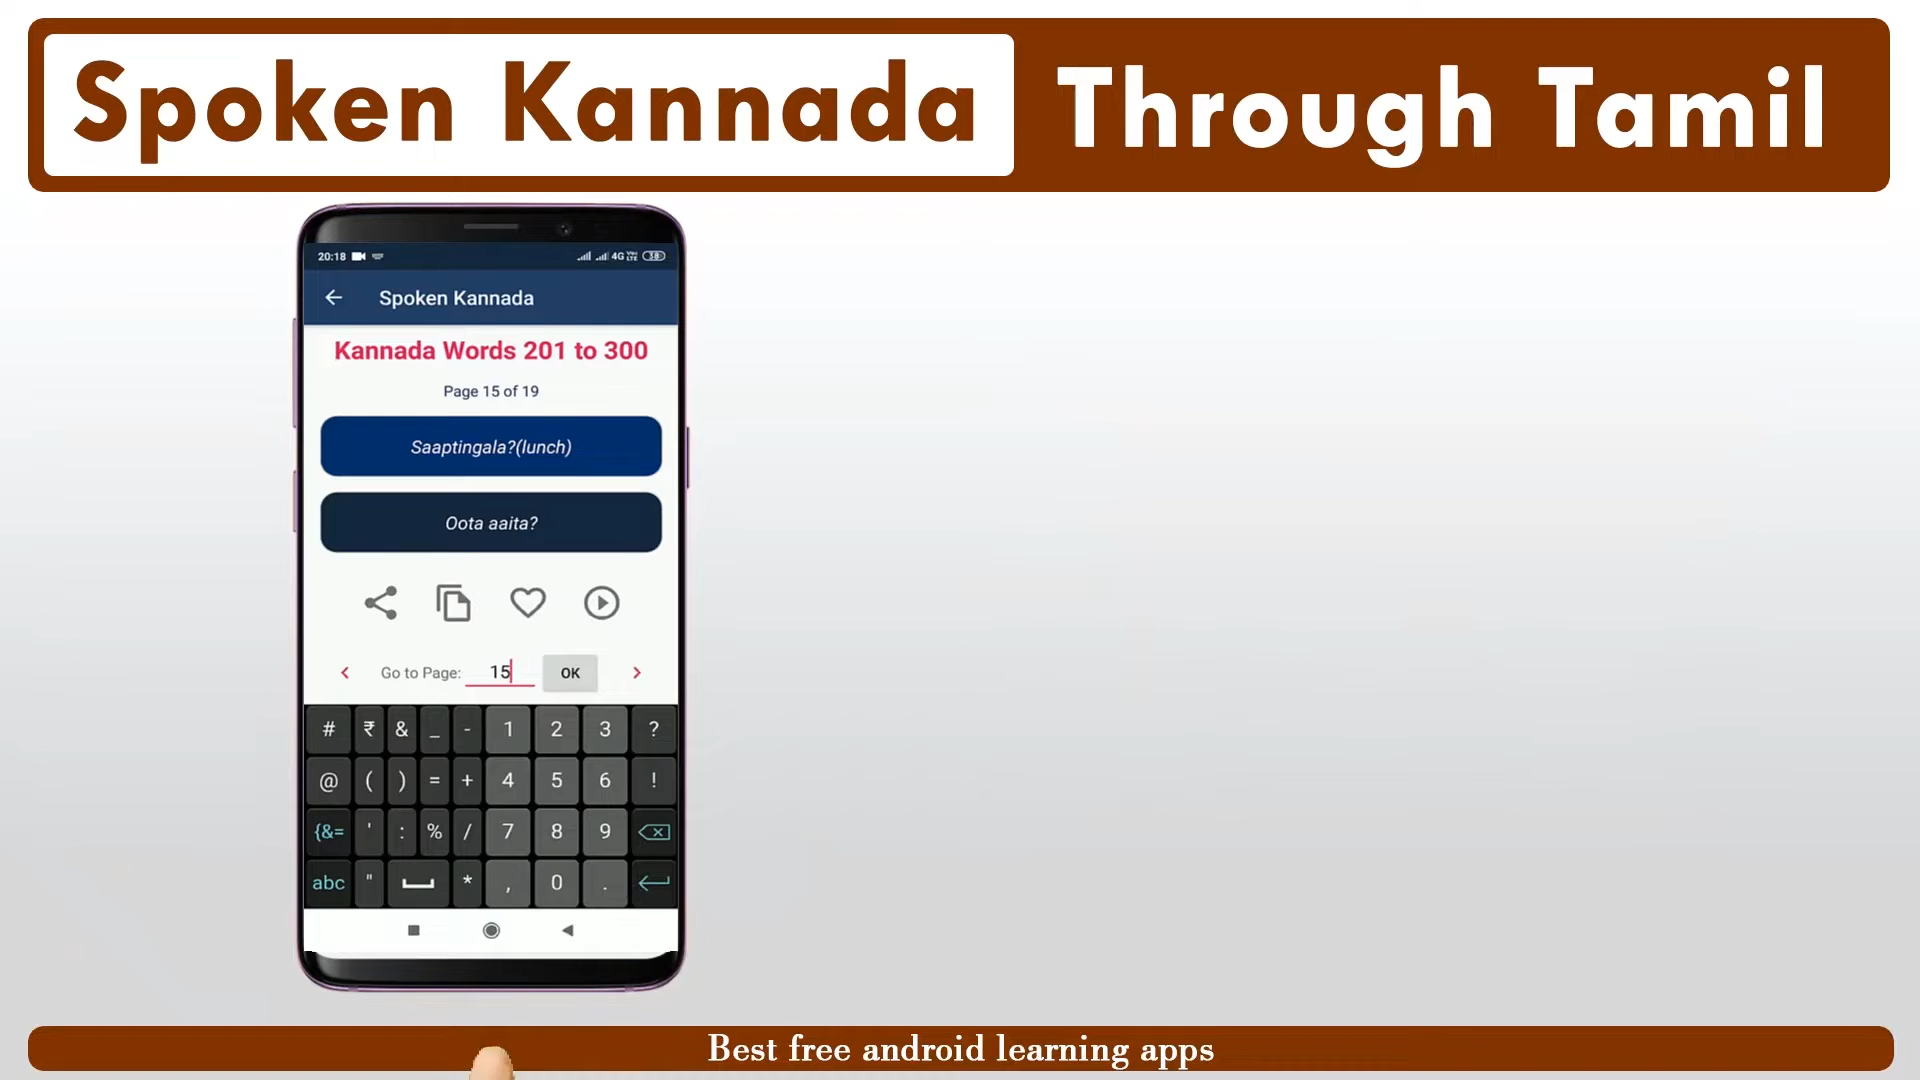 Spoken Kannada Through Tamil
20:18 4G VoLTE 38
Spoken Kannada
Kannada Words 201 to 300
Page 15 of 19
Saaptingala?(lunch)
Oota aaita?
Go to Page: 15 OK
# ₹ & _ - 1 2 3 ?
@ ( ) = + 4 5 6 !
{&= ' : % / 7 8 9
abc " * , 0 .
Best free android learning apps